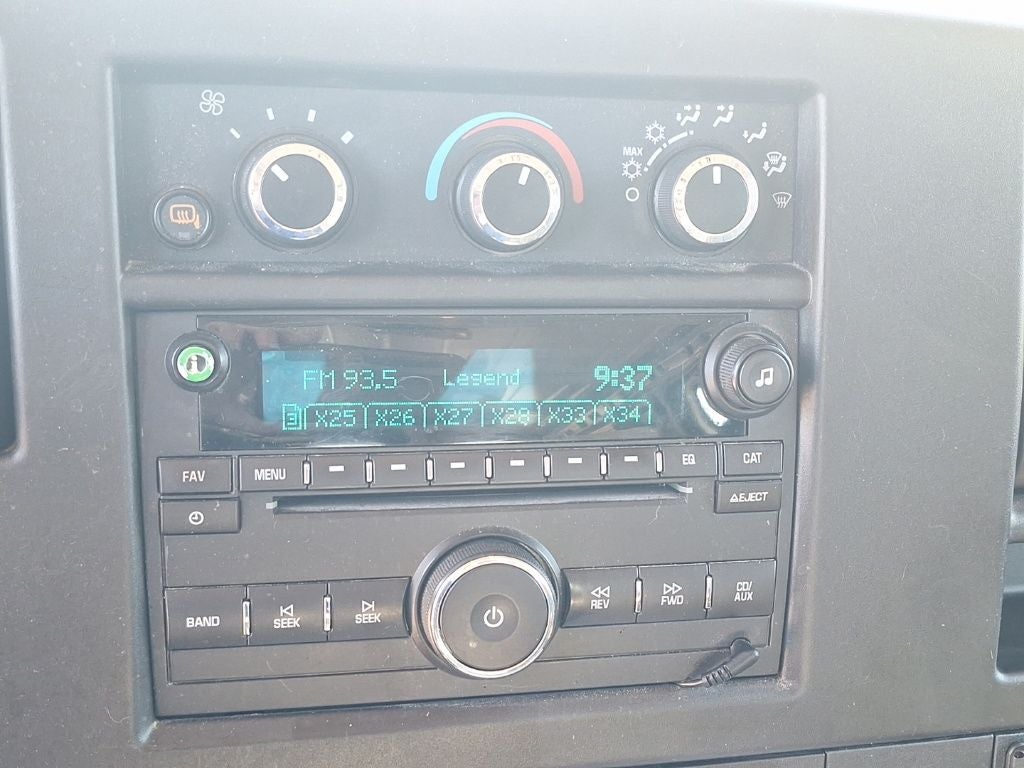 MAX
i
FM 93.5 Legend 9:37
3 X25 X26 X27 X28 X33 X34
FAV MENU EQ CAT
EJECT
BAND SEEK SEEK REV FWD CD/
AUX